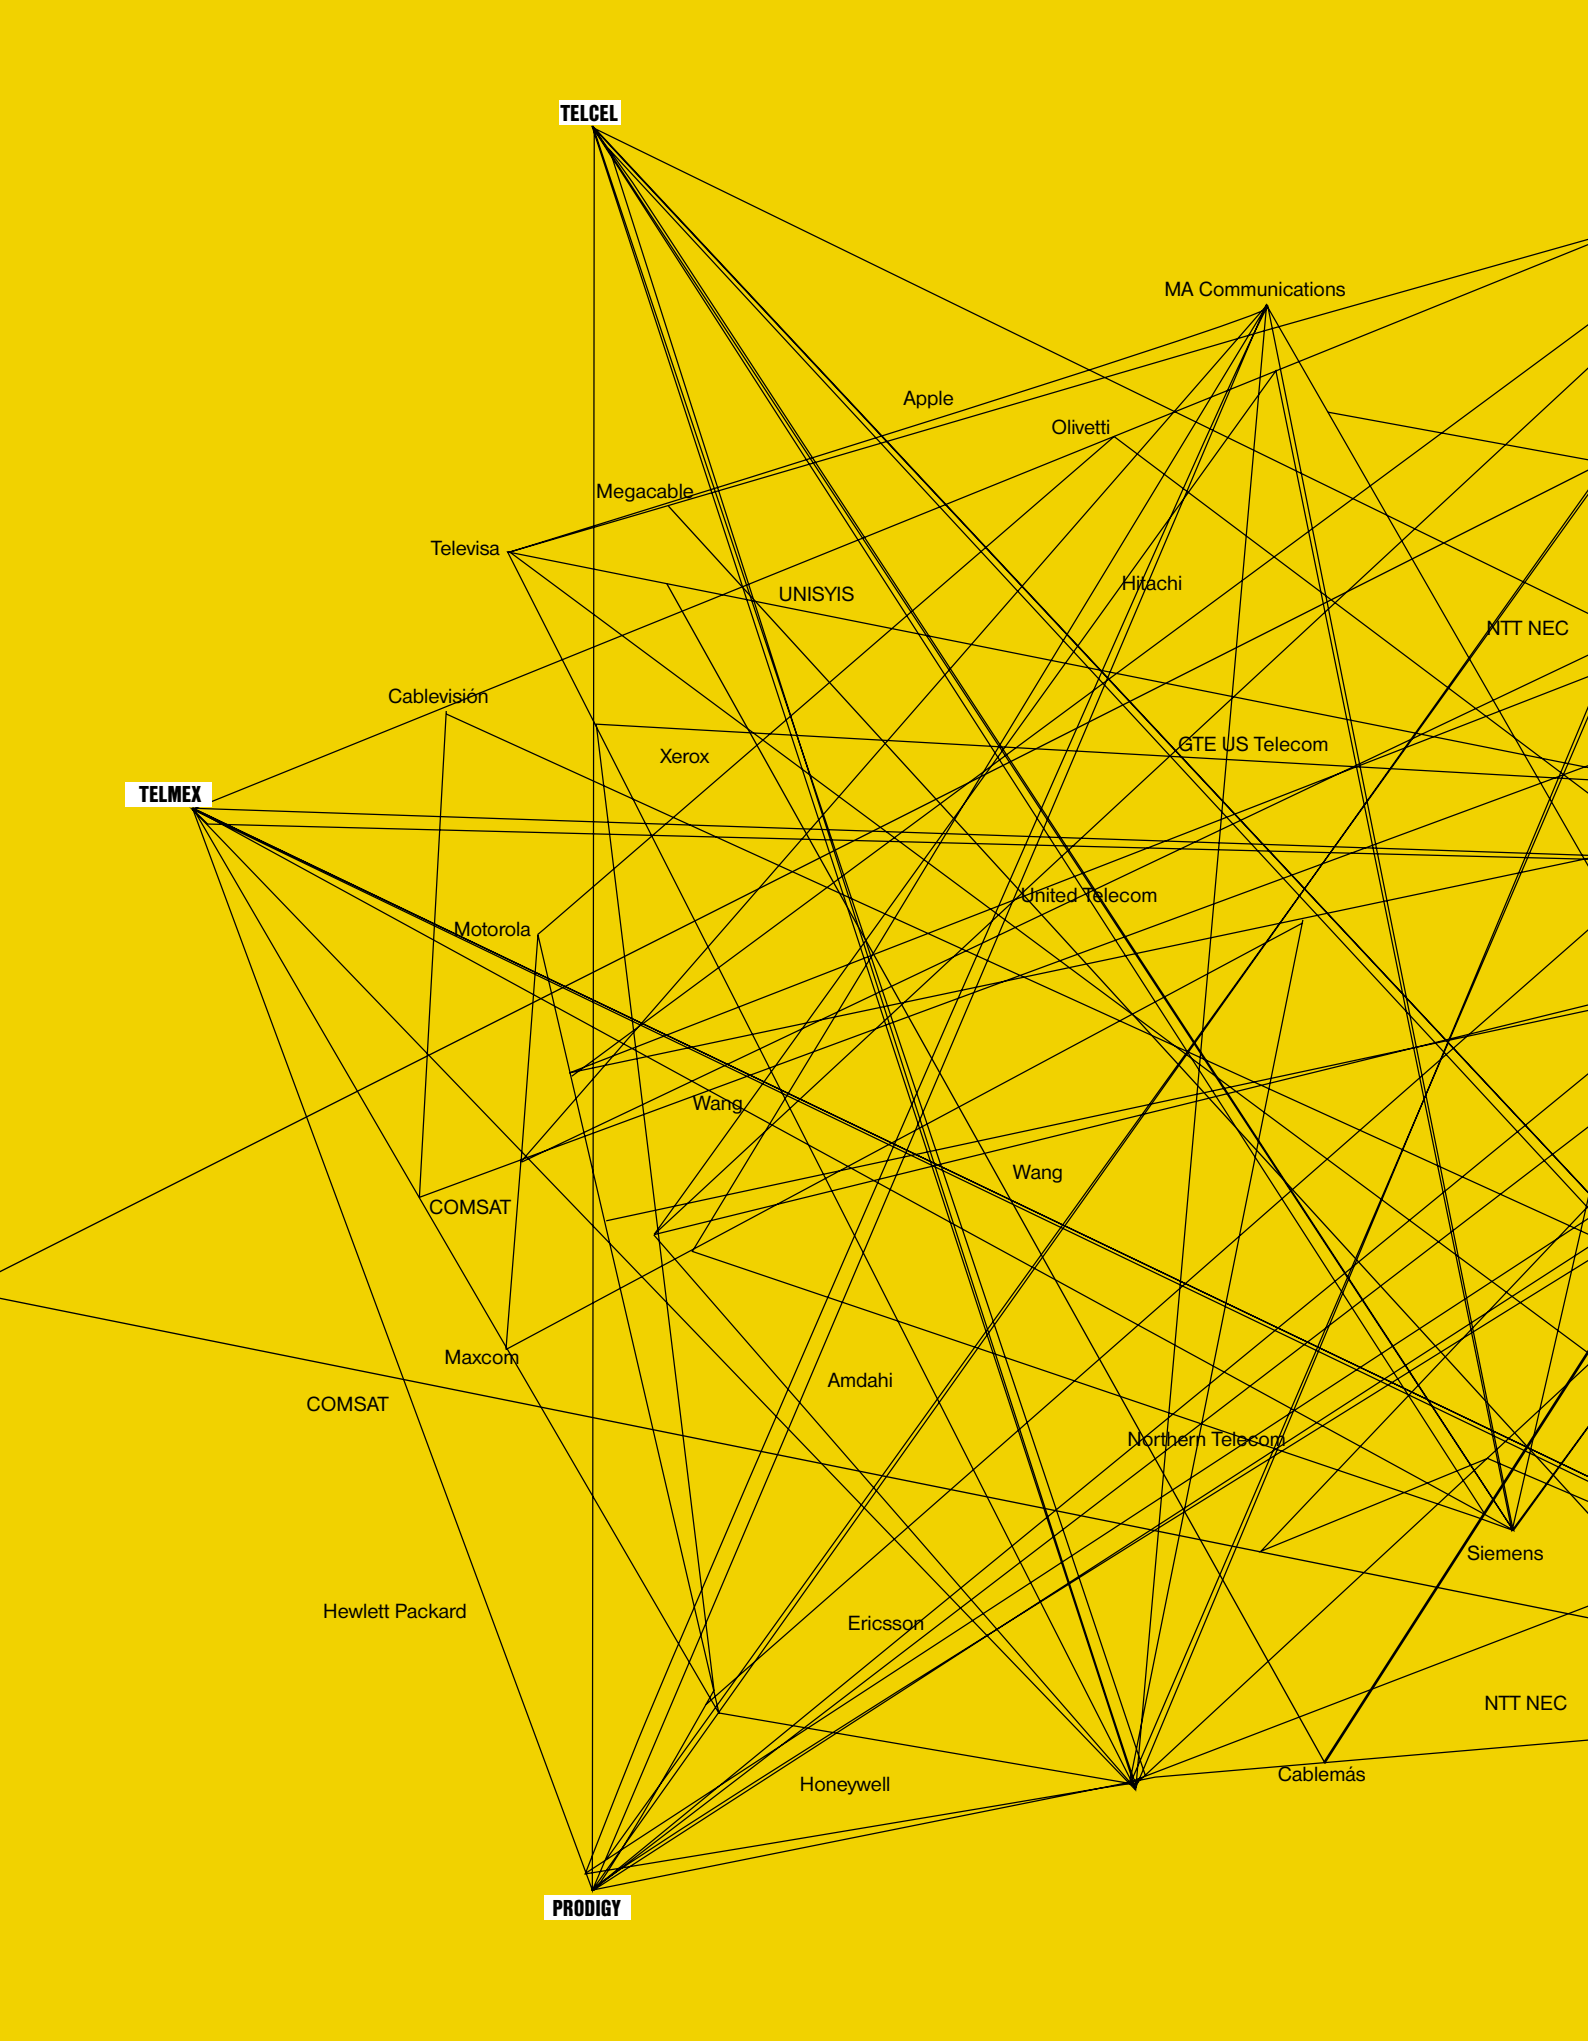 TELCEL
MA Communications
Apple
Olivetti
Megacable
Televisa
Hitachi
UNISYIS
NTT NEC
Cablevisión
GTE US Telecom
Xerox
TELMEX
United Telecom
Motorola
Wang
Wang
COMSAT
Maxcom
Amdahi
COMSAT
Northern Telecom
Siemens
Hewlett Packard
Ericsson
NTT NEC
Cablemás
Honeywell
PRODIGY